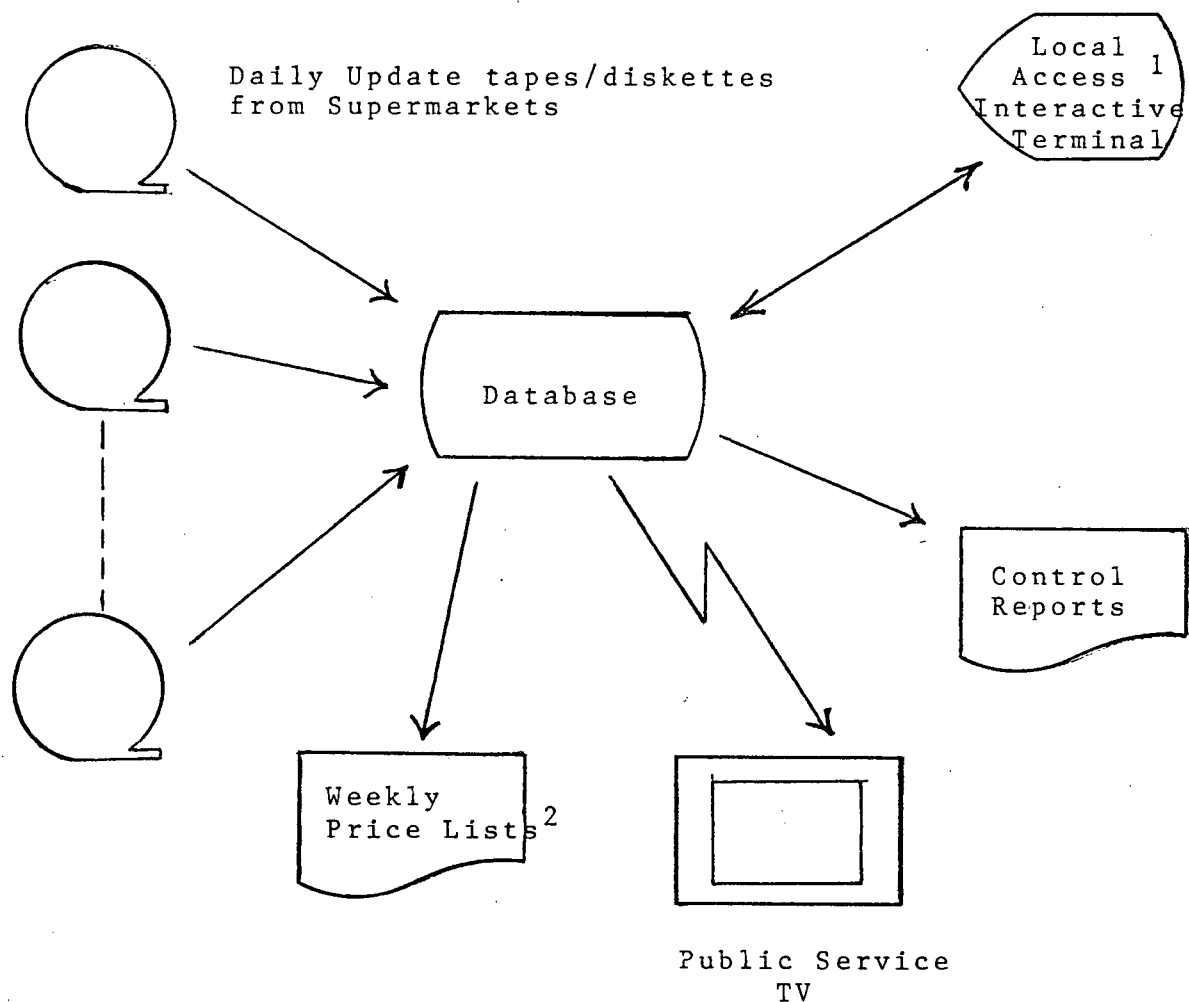 Daily Update tapes/diskettes
from Supermarkets
Local
Access 1
Interactive
Terminal
Database
Control
Reports
Weekly
Price Lists2
Public Service
TV